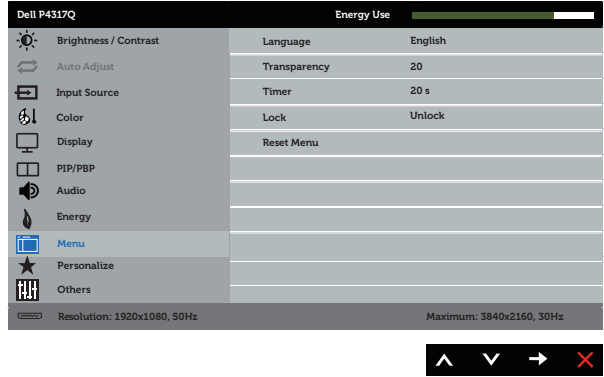 Dell P4317Q Energy Use
Brightness / Contrast
Auto Adjust
Input Source
Color
Display
PIP/PBP
Audio
Energy
Menu
Personalize
Others
Language English
Transparency 20
Timer 20 s
Lock Unlock
Reset Menu
Resolution: 1920x1080, 50Hz Maximum: 3840x2160, 30Hz